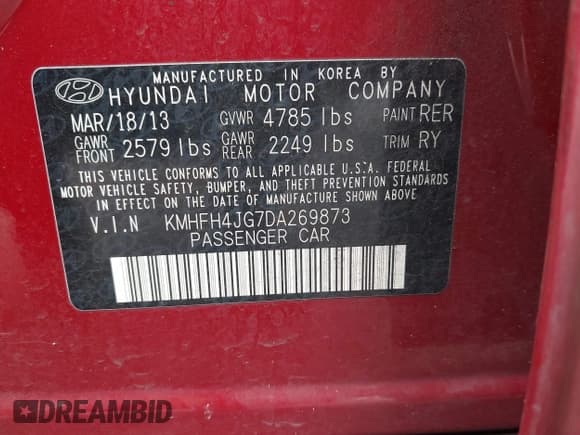 MANUFACTURED IN KOREA BY
HYUNDAI MOTOR COMPANY
MAR/18/13 GVWR 4785 lbs PAINT RER
GAWR FRONT 2579 lbs GAWR REAR 2249 lbs TRIM RY
THIS VEHICLE CONFORMS TO ALL APPLICABLE U.S.A. FEDERAL
MOTOR VEHICLE SAFETY, BUMPER, AND THEFT PREVENTION STANDARDS
IN EFFECT ON THE DATE OF MANUFACTURE SHOWN ABOVE.
V.I.N KMHFH4JG7DA269873
PASSENGER CAR
DREAMBID